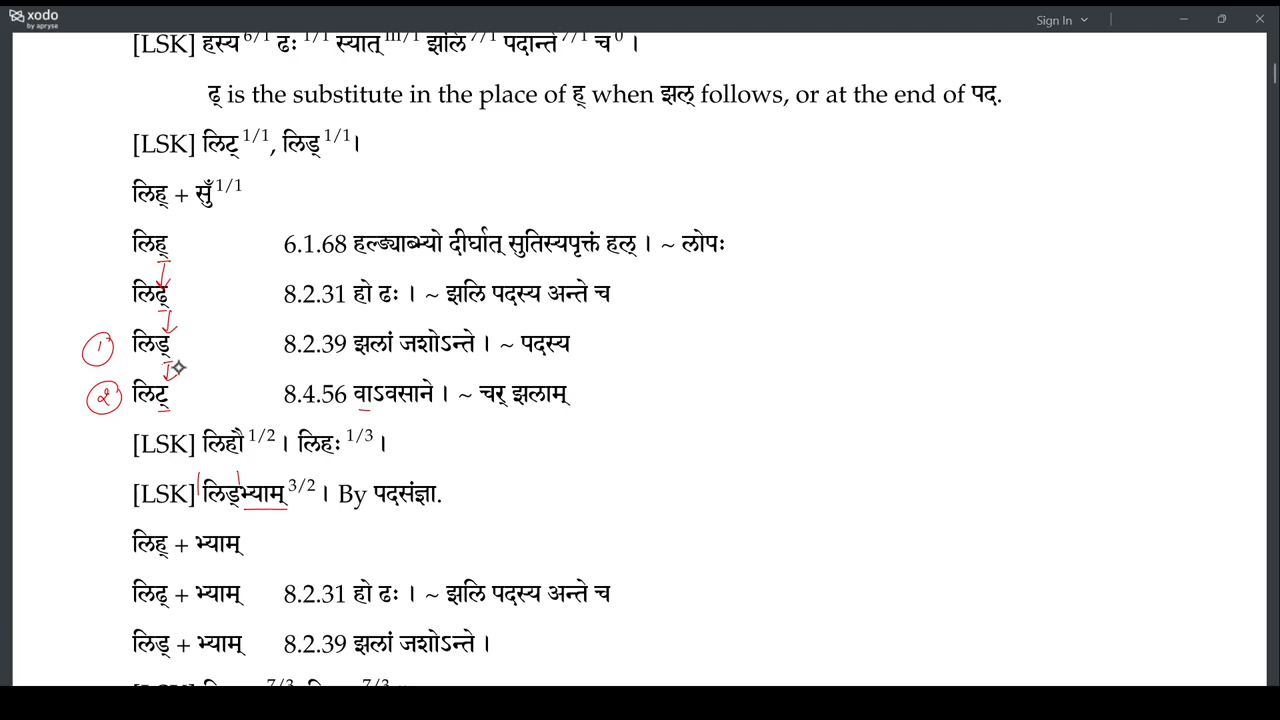 xodo
by apryse
Sign In
[LSK] हस्य 6/1 ढः 1/1 स्यात् III/1 झलि 7/1 पदान्ते 7/1 च 0 ।
ढ् is the substitute in the place of ह् when झल् follows, or at the end of पद.
[LSK] लिट् 1/1, लिड् 1/1।
लिह् + सुँ 1/1
लिह् 6.1.68 हल्ङ्याब्भ्यो दीर्घात् सुतिस्यपृक्तं हल् । ~ लोपः
लिढ् 8.2.31 हो ढः । ~ झलि पदस्य अन्ते च
१ लिड् 8.2.39 झलां जशोऽन्ते । ~ पदस्य
२ लिट् 8.4.56 वाऽवसाने । ~ चर् झलाम्
[LSK] लिहौ 1/2 । लिहः 1/3 ।
[LSK] लिड्भ्याम् 3/2 । By पदसंज्ञा.
लिह् + भ्याम्
लिढ् + भ्याम् 8.2.31 हो ढः । ~ झलि पदस्य अन्ते च
लिड् + भ्याम् 8.2.39 झलां जशोऽन्ते ।